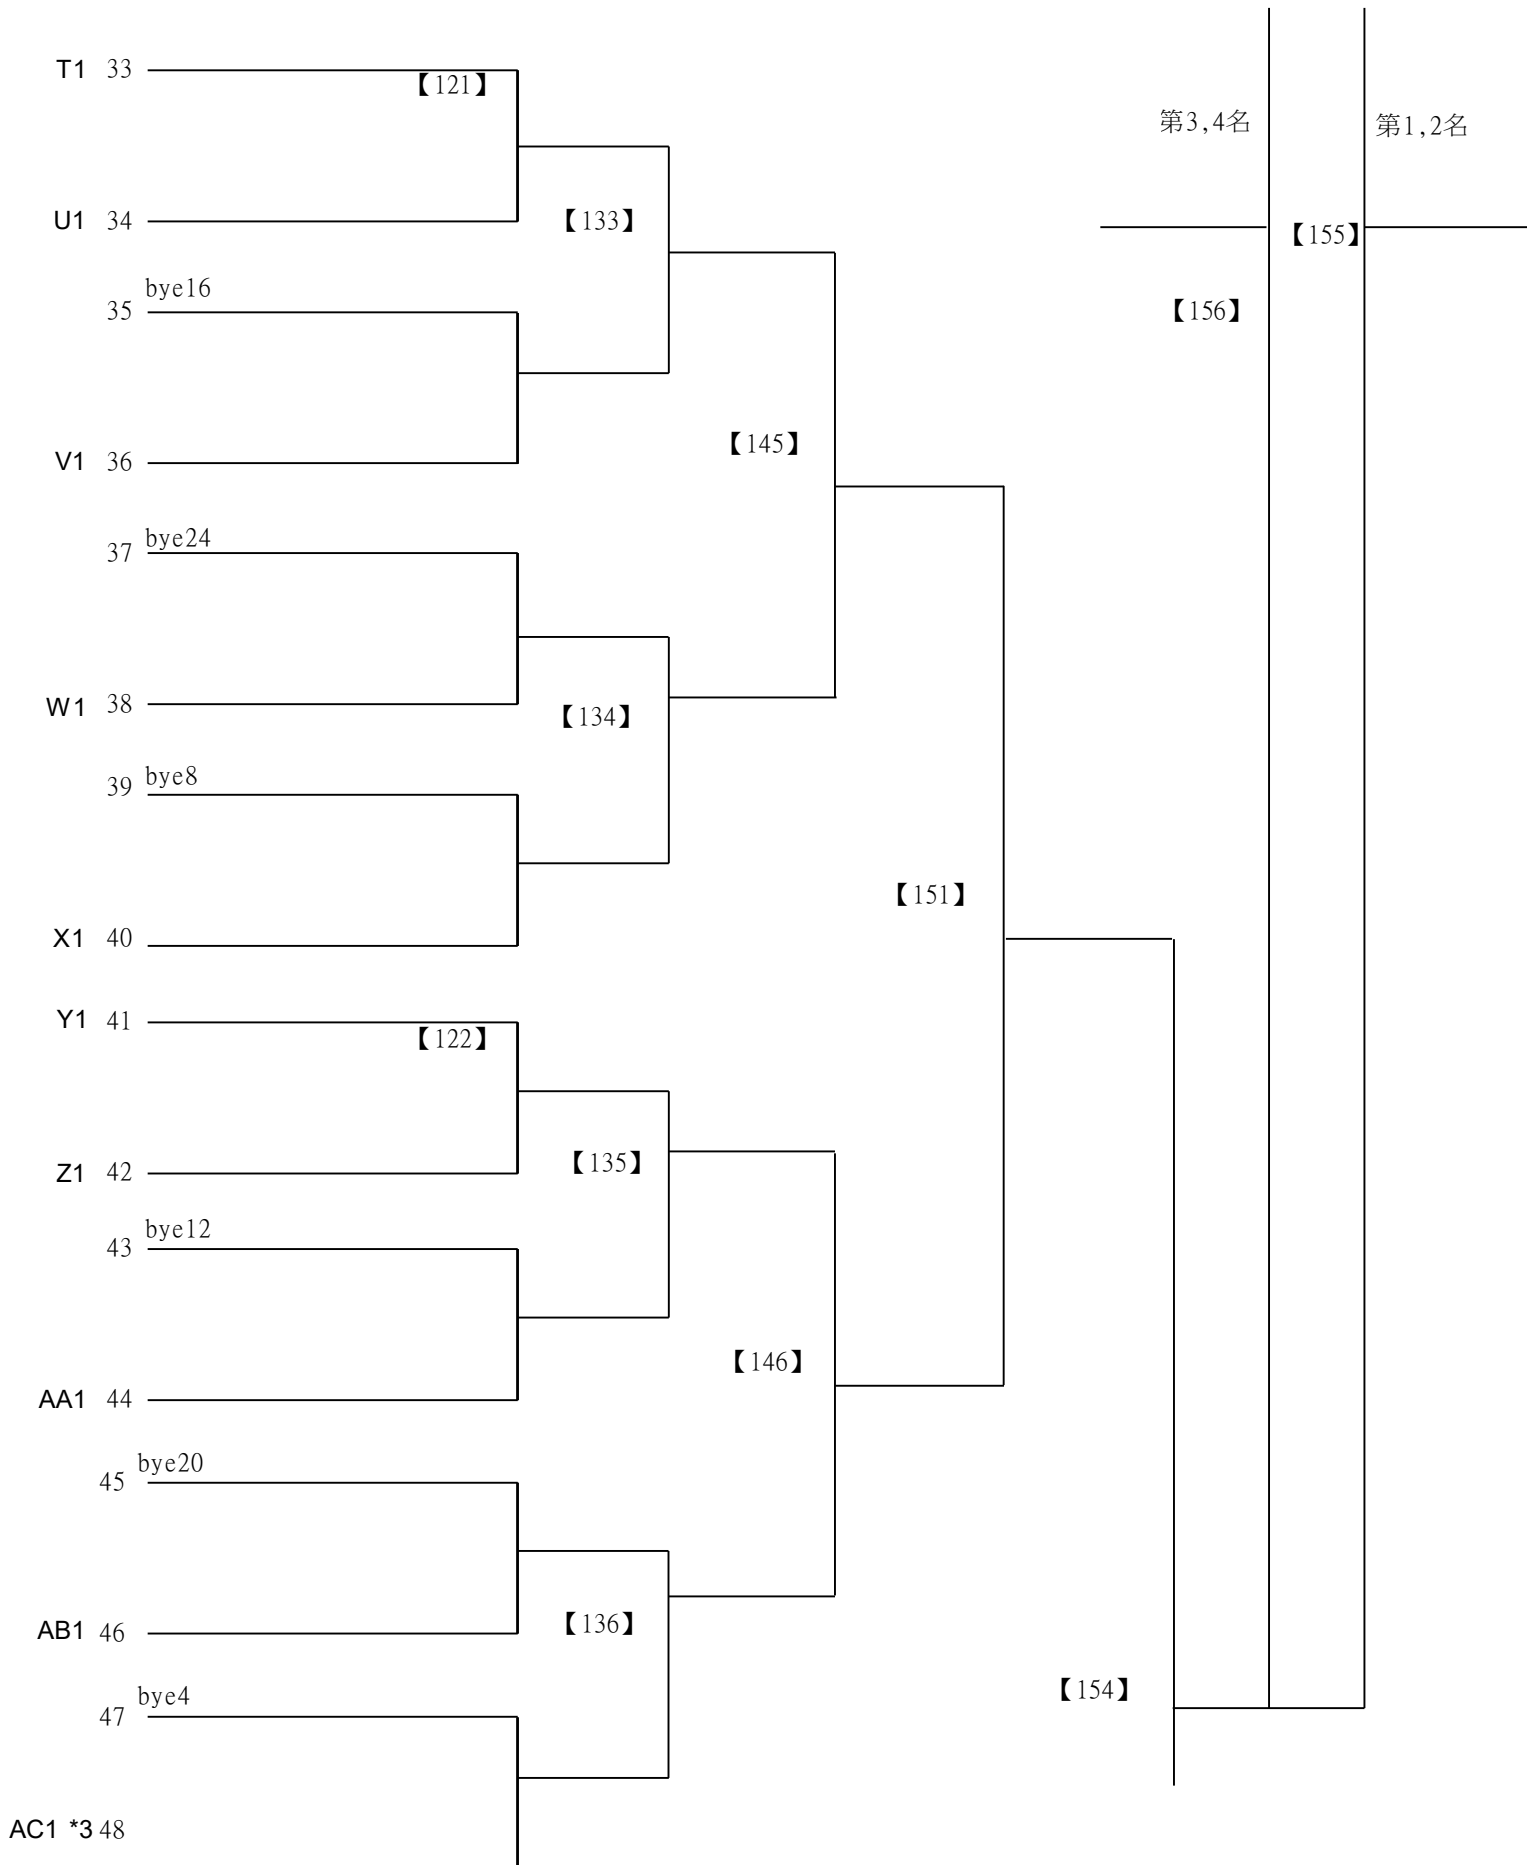 T1 33
【121】
第3,4名
第1,2名
U1 34
【133】
【155】
bye16
35
【156】
【145】
V1 36
bye24
37
W1 38
【134】
bye8
39
【151】
X1 40
Y1 41
【122】
【135】
Z1 42
bye12
43
【146】
AA1 44
bye20
45
【136】
AB1 46
【154】
bye4
47
AC1 *3 48